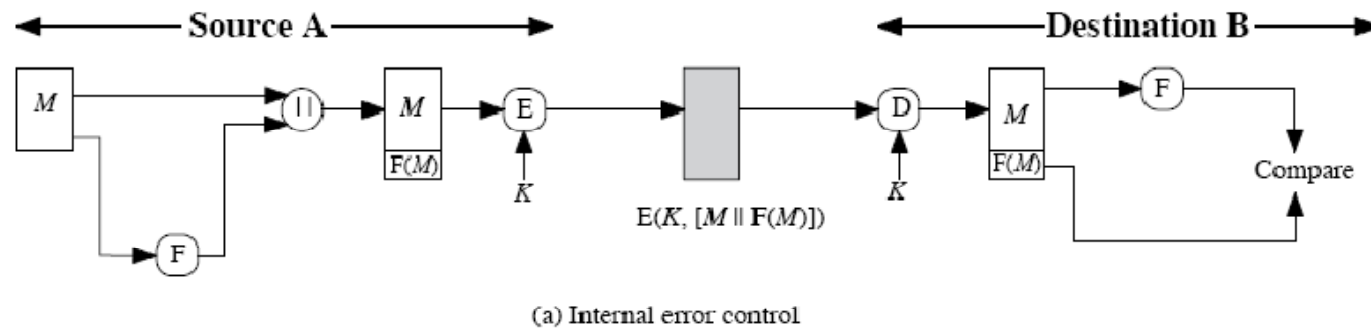 Source A
Destination B
M
||
M
E
D
M
F
F(M)
F(M)
Compare
K
K
E(K, [M || F(M)])
F
(a) Internal error control